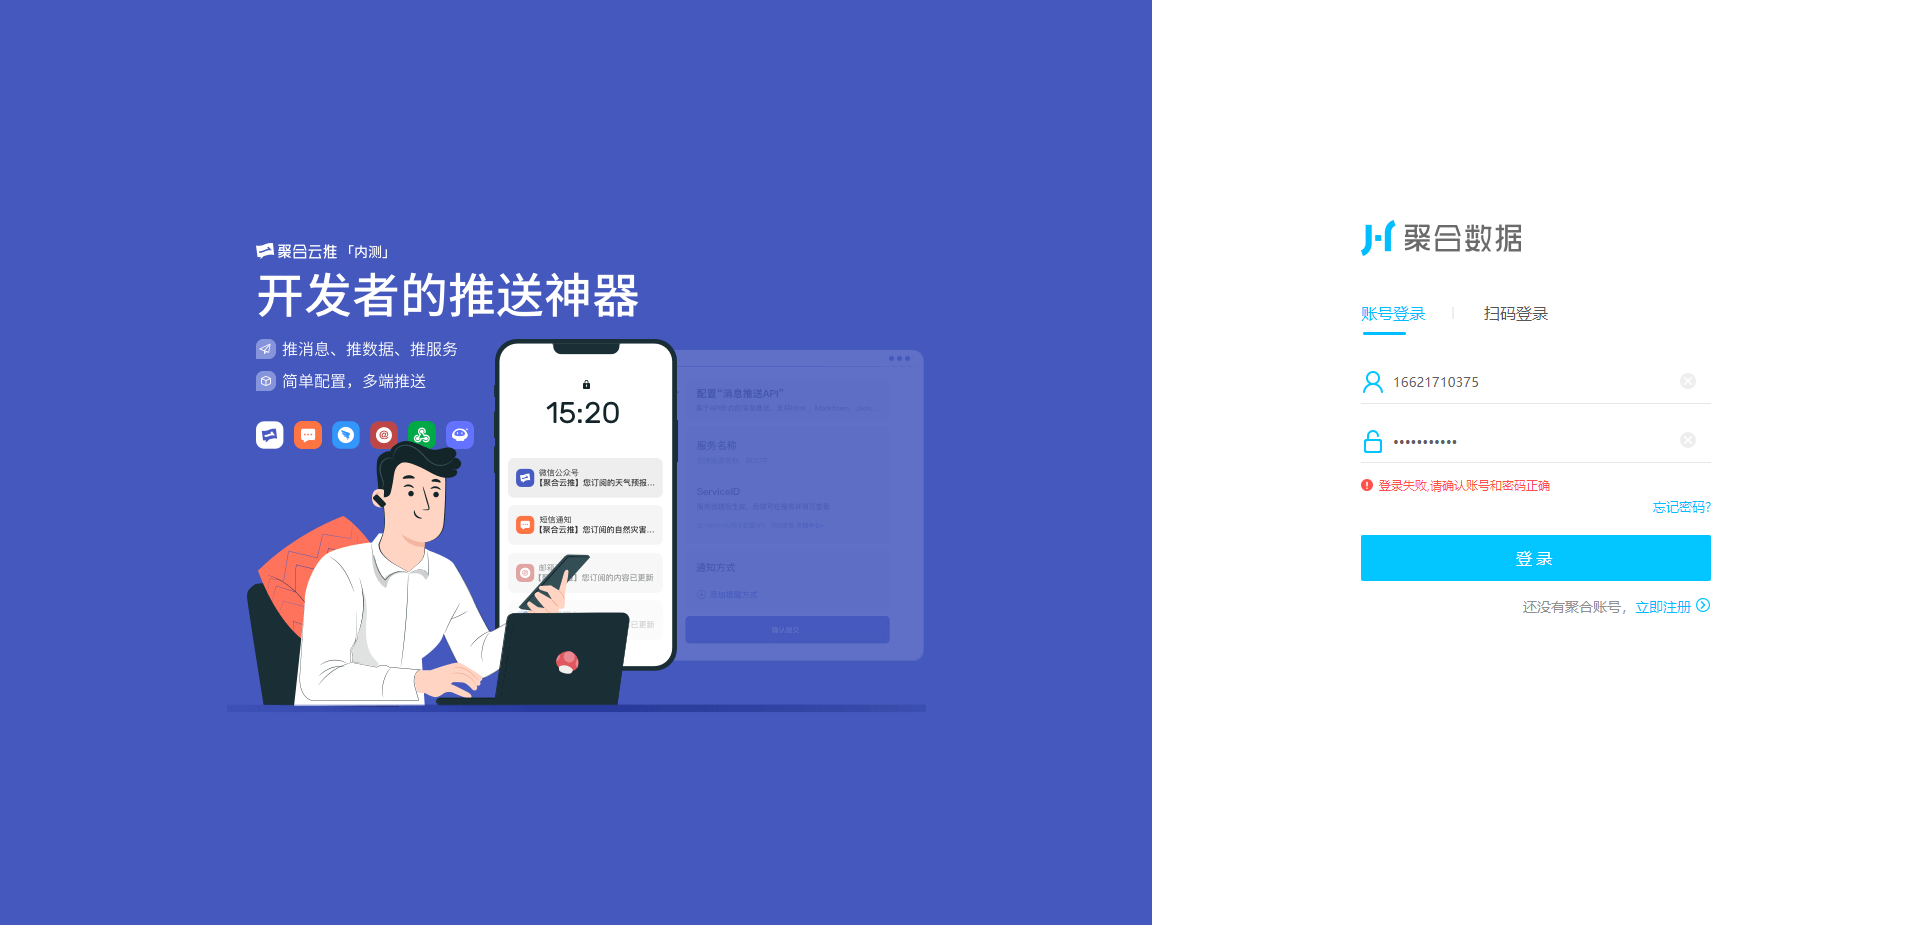 聚合云推「内测」
开发者的推送神器
推消息、推数据、推服务
简单配置，多端推送
15:20
微信公众号
【聚合云推】您订阅的天气预报...
短信通知
【聚合云推】您订阅的自然灾害...
您订阅的内容已更新
已更新
配置“消息推送API”
服务名称
ServiceID
通知方式
添加提醒方式
确认提交
聚合数据
账号登录
扫码登录
16621710375
•••••••••••
登录失败,请确认账号和密码正确
忘记密码?
登录
还没有聚合账号，立即注册